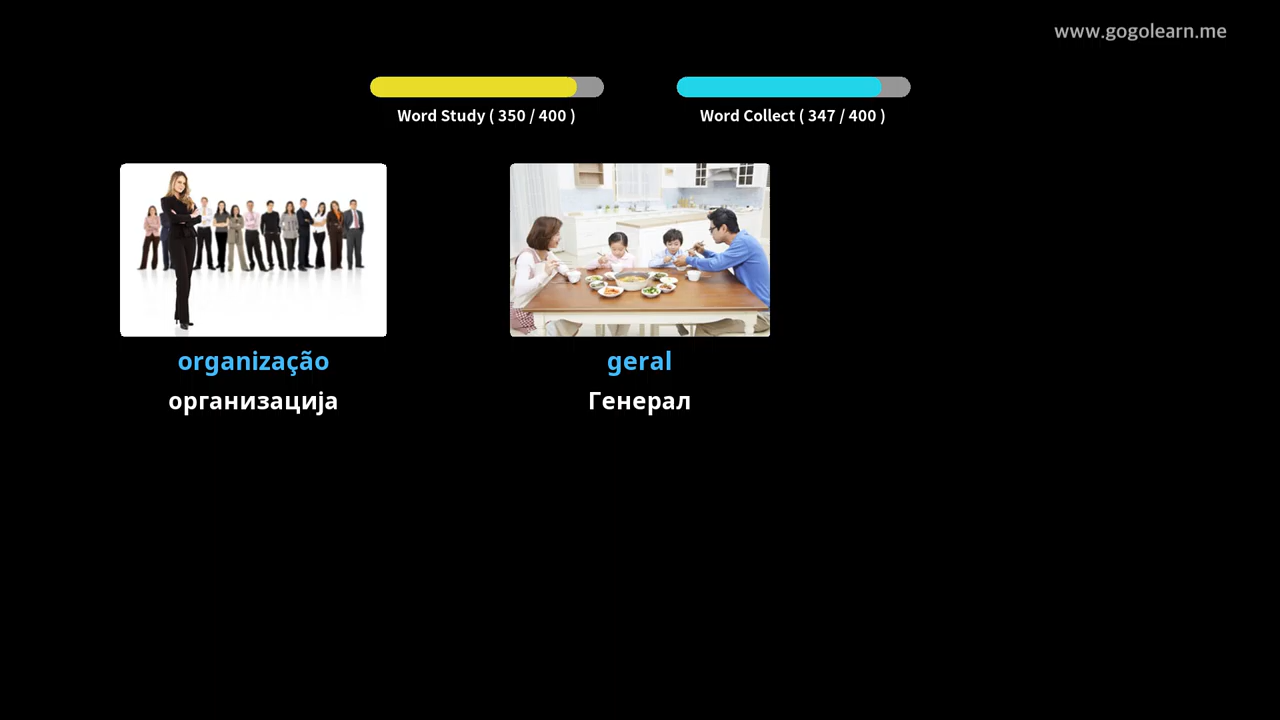 www.gogolearn.me
Word Study ( 350 / 400 )
Word Collect ( 347 / 400 )
organização
организација
geral
Генерал